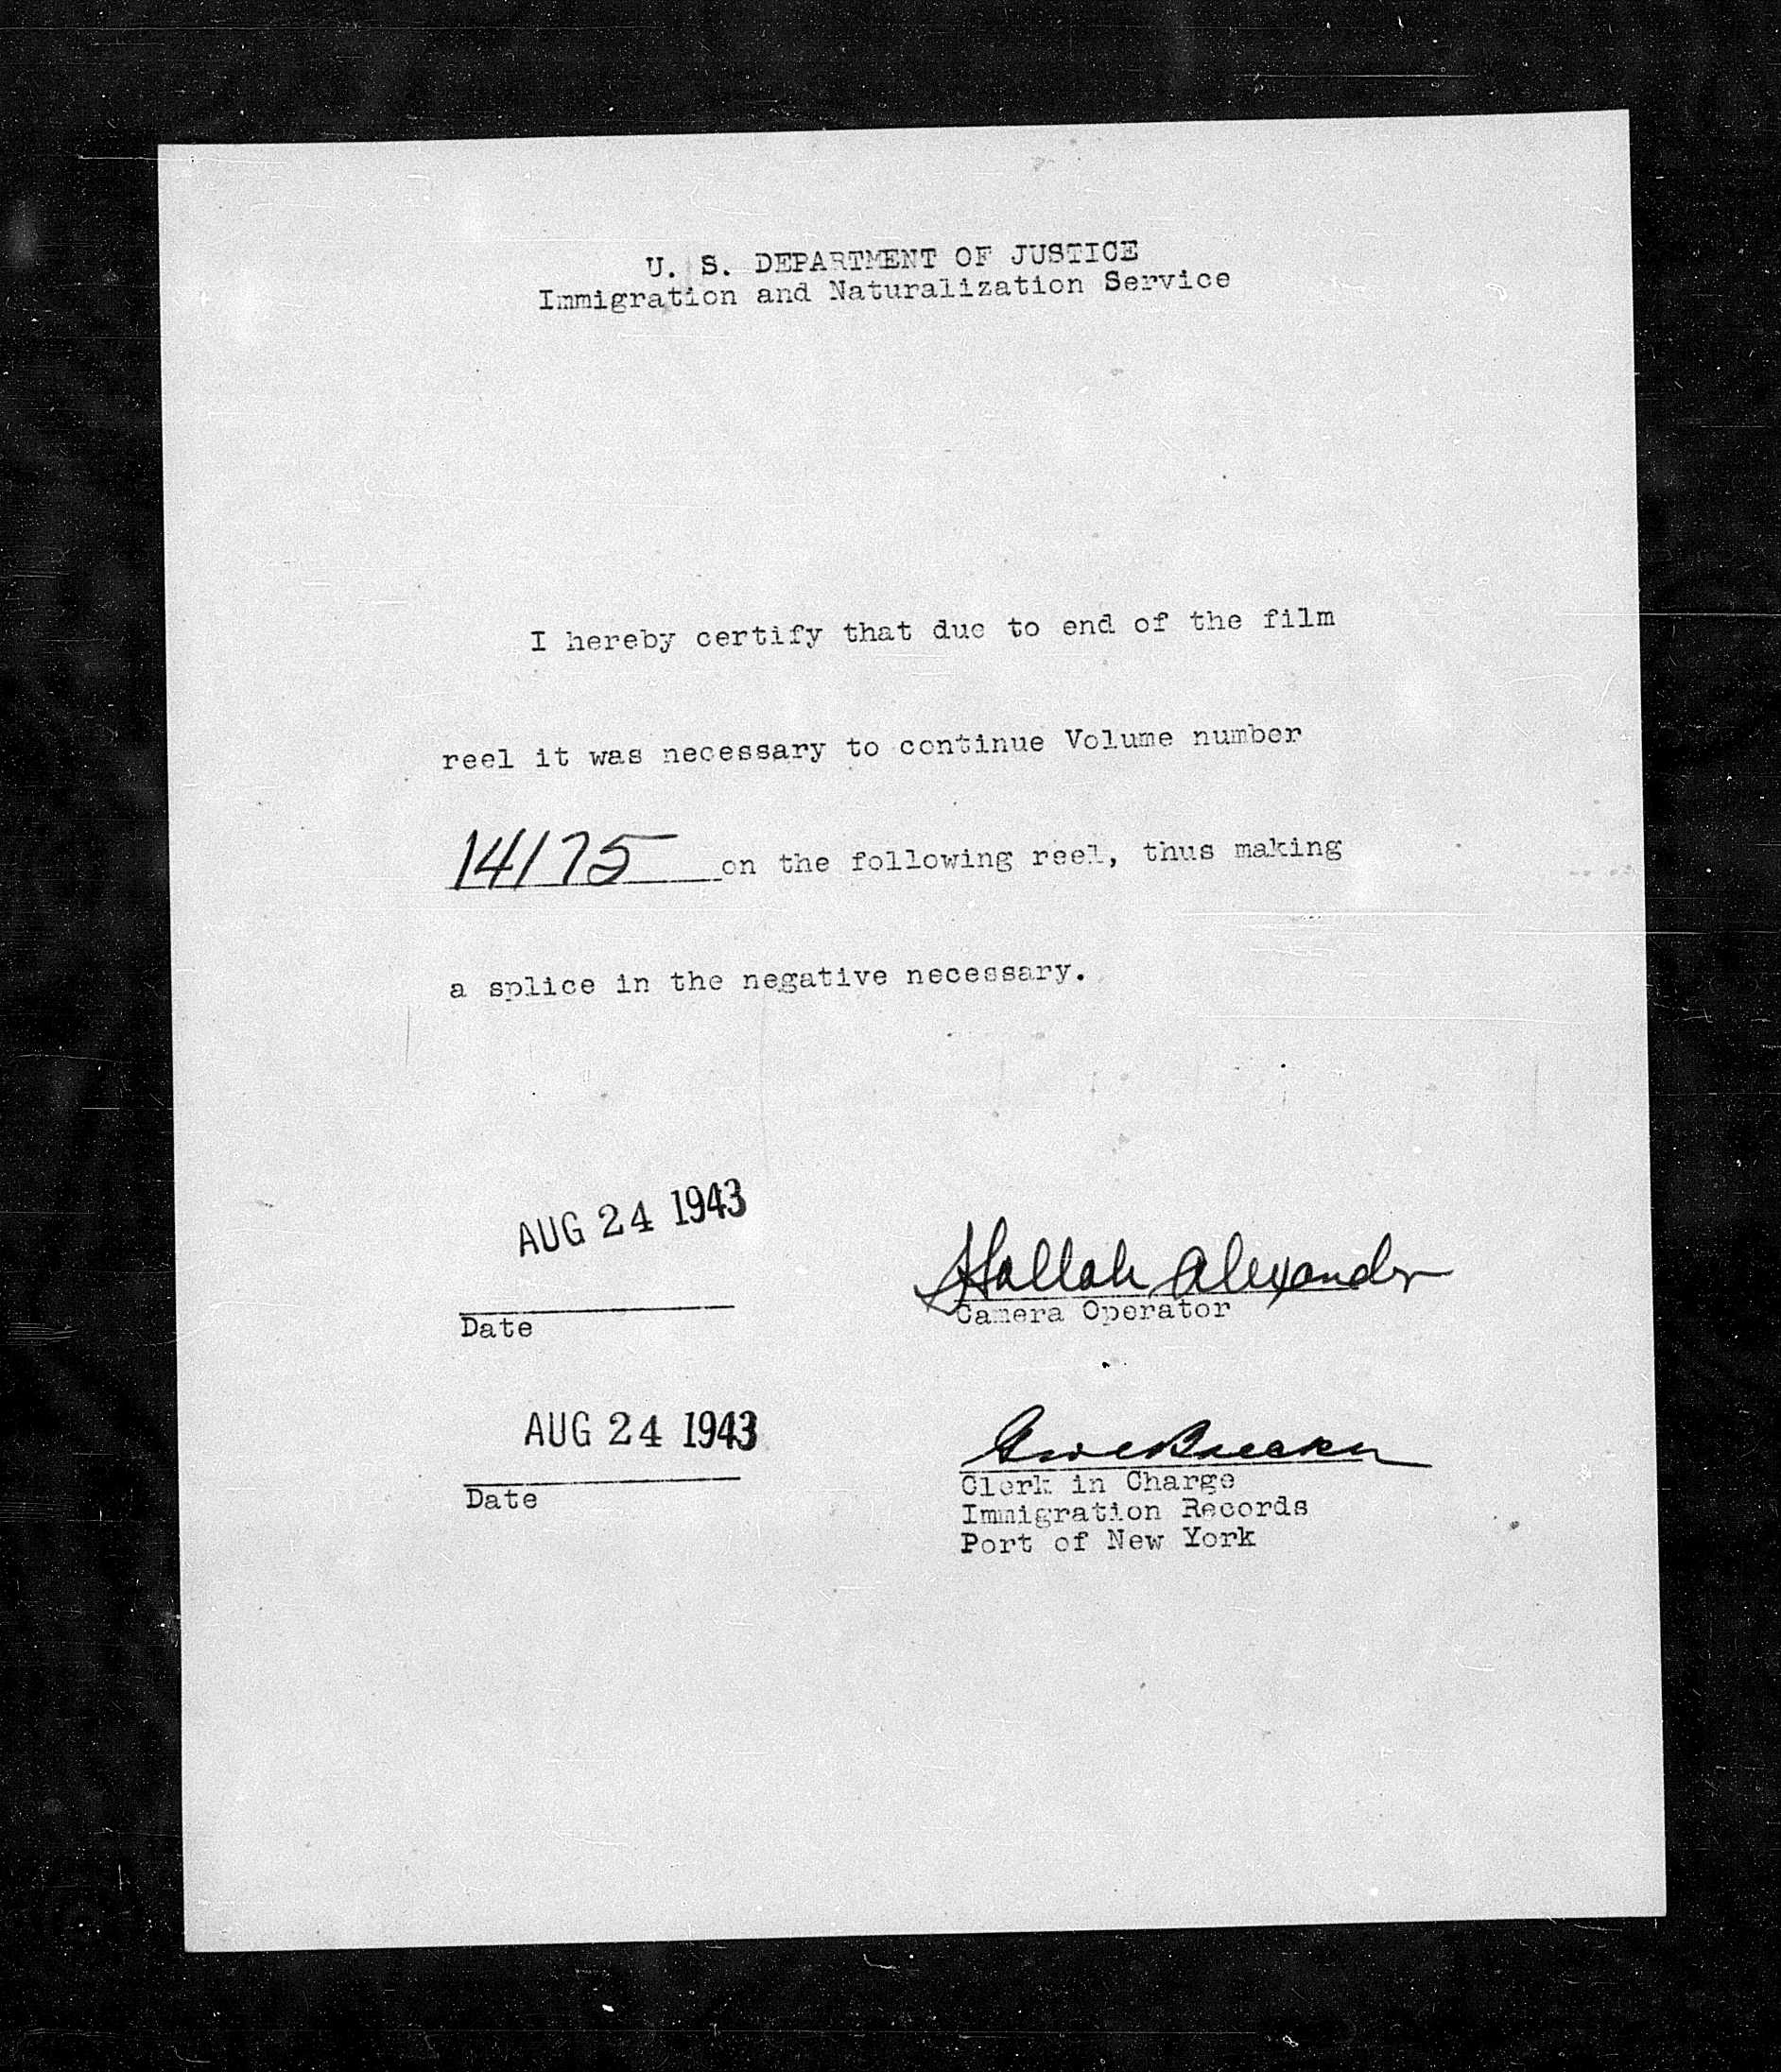 U. S. DEPARTMENT OF JUSTICE
Immigration and Naturalization Service
I hereby certify that due to end of the film
reel it was necessary to continue Volume number
14175 on the following reel, thus making
a splice in the negative necessary.
AUG 24 1943
Date
Alexander
Camera Operator
AUG 24 1943
Date
Clerk in Charge
Immigration Records
Port of New York